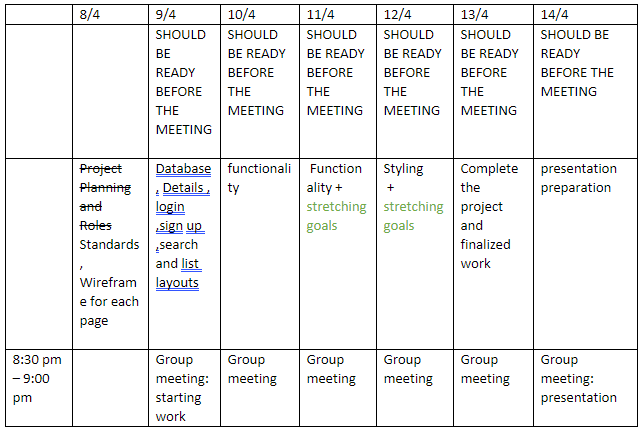 8/4 9/4 10/4 11/4 12/4 13/4 14/4
SHOULD
BE
READY
BEFORE
THE
MEETING
SHOULD
BE READY
BEFORE
THE
MEETING
SHOULD
BE READY
BEFORE
THE
MEETING
SHOULD
BE READY
BEFORE
THE
MEETING
SHOULD
BE READY
BEFORE
THE
MEETING
SHOULD BE
READY
BEFORE THE
MEETING
Project
Planning
and
Roles
Standards
,
Wirefram
e for each
page
Database
, Details ,
login
,sign up
,search
and list
layouts
functionali
ty
Function
ality +
stretching
goals
Styling
+
stretching
goals
Complete
the
project
and
finalized
work
presentation
preparation
8:30 pm
– 9:00
pm
Group
meeting:
starting
work
Group
meeting
Group
meeting
Group
meeting
Group
meeting
Group
meeting:
presentation